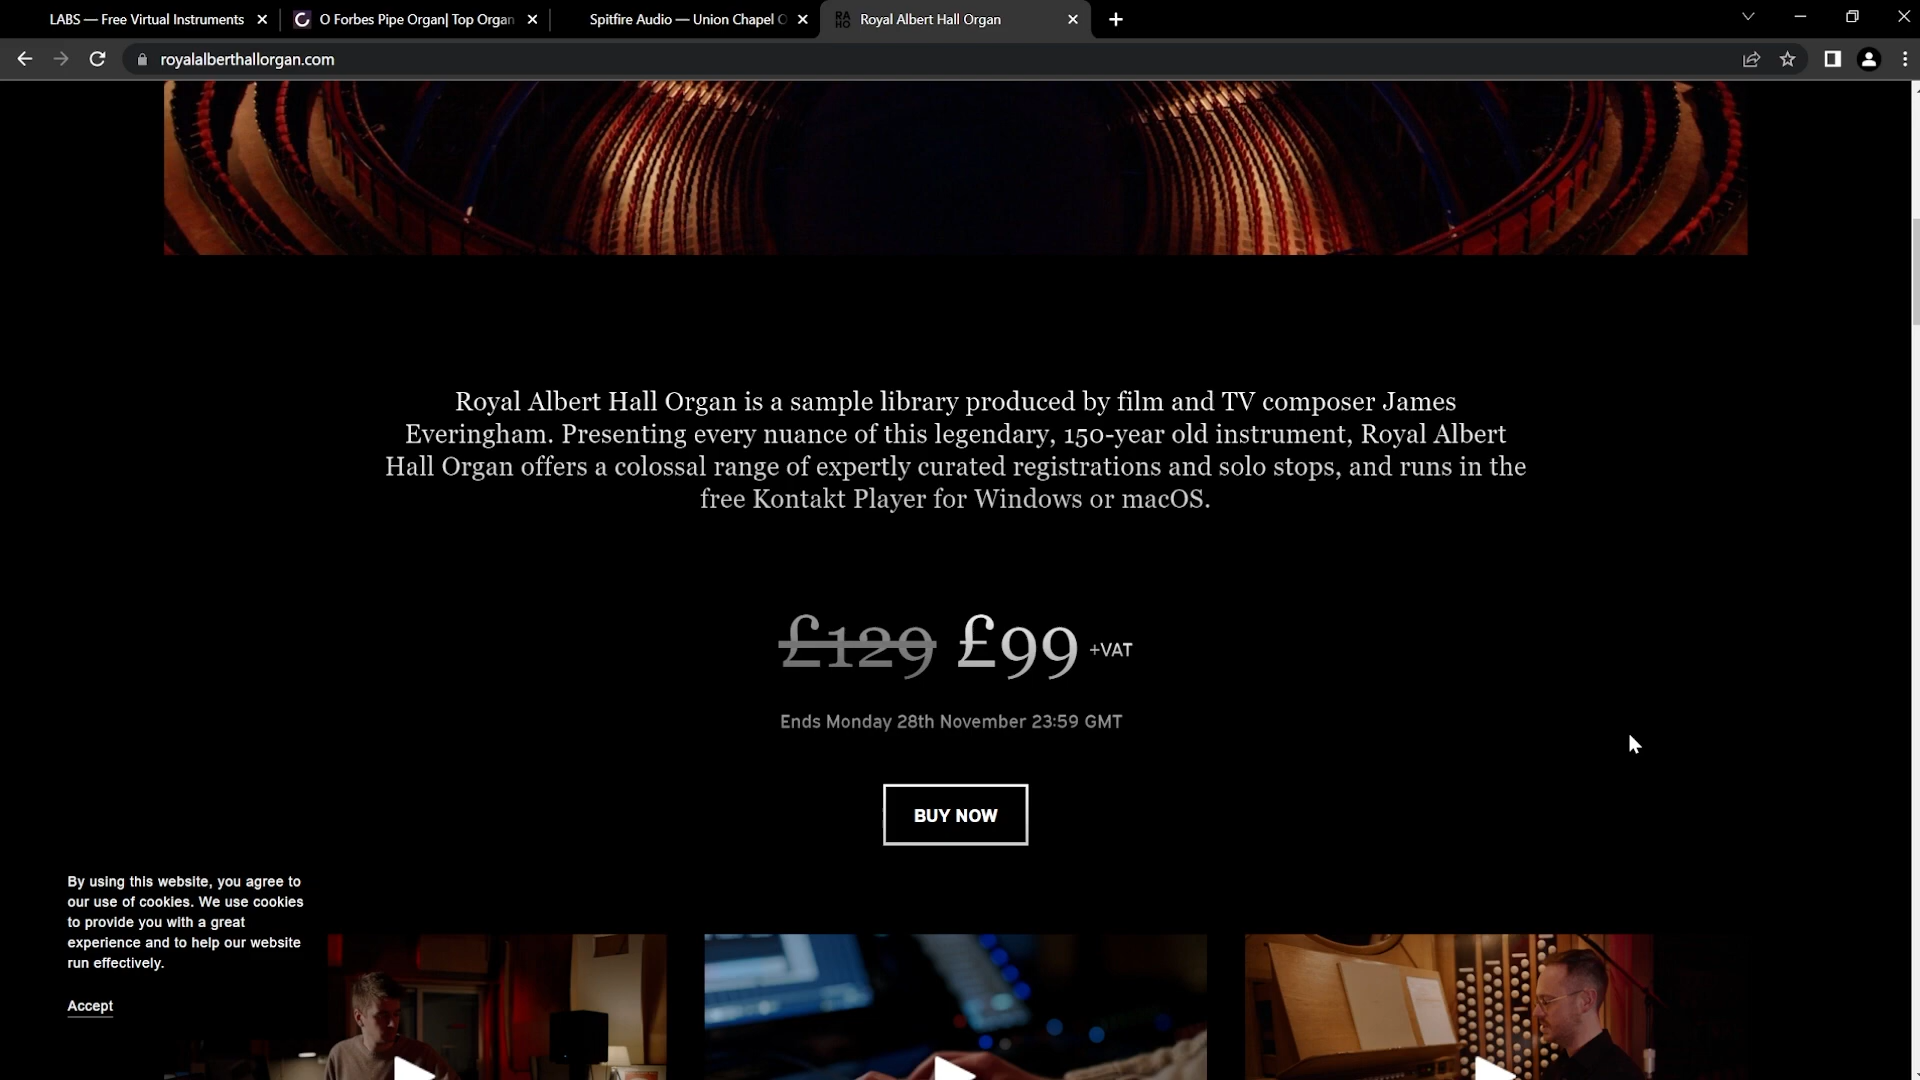 LABS — Free Virtual Instruments
O Forbes Pipe Organ| Top Organ
Spitfire Audio — Union Chapel O
RA
HO
Royal Albert Hall Organ
royalalberthallorgan.com
Royal Albert Hall Organ is a sample library produced by film and TV composer James
Everingham. Presenting every nuance of this legendary, 150-year old instrument, Royal Albert
Hall Organ offers a colossal range of expertly curated registrations and solo stops, and runs in the
free Kontakt Player for Windows or macOS.
£129 £99 +VAT
Ends Monday 28th November 23:59 GMT
BUY NOW
By using this website, you agree to
our use of cookies. We use cookies
to provide you with a great
experience and to help our website
run effectively.
Accept